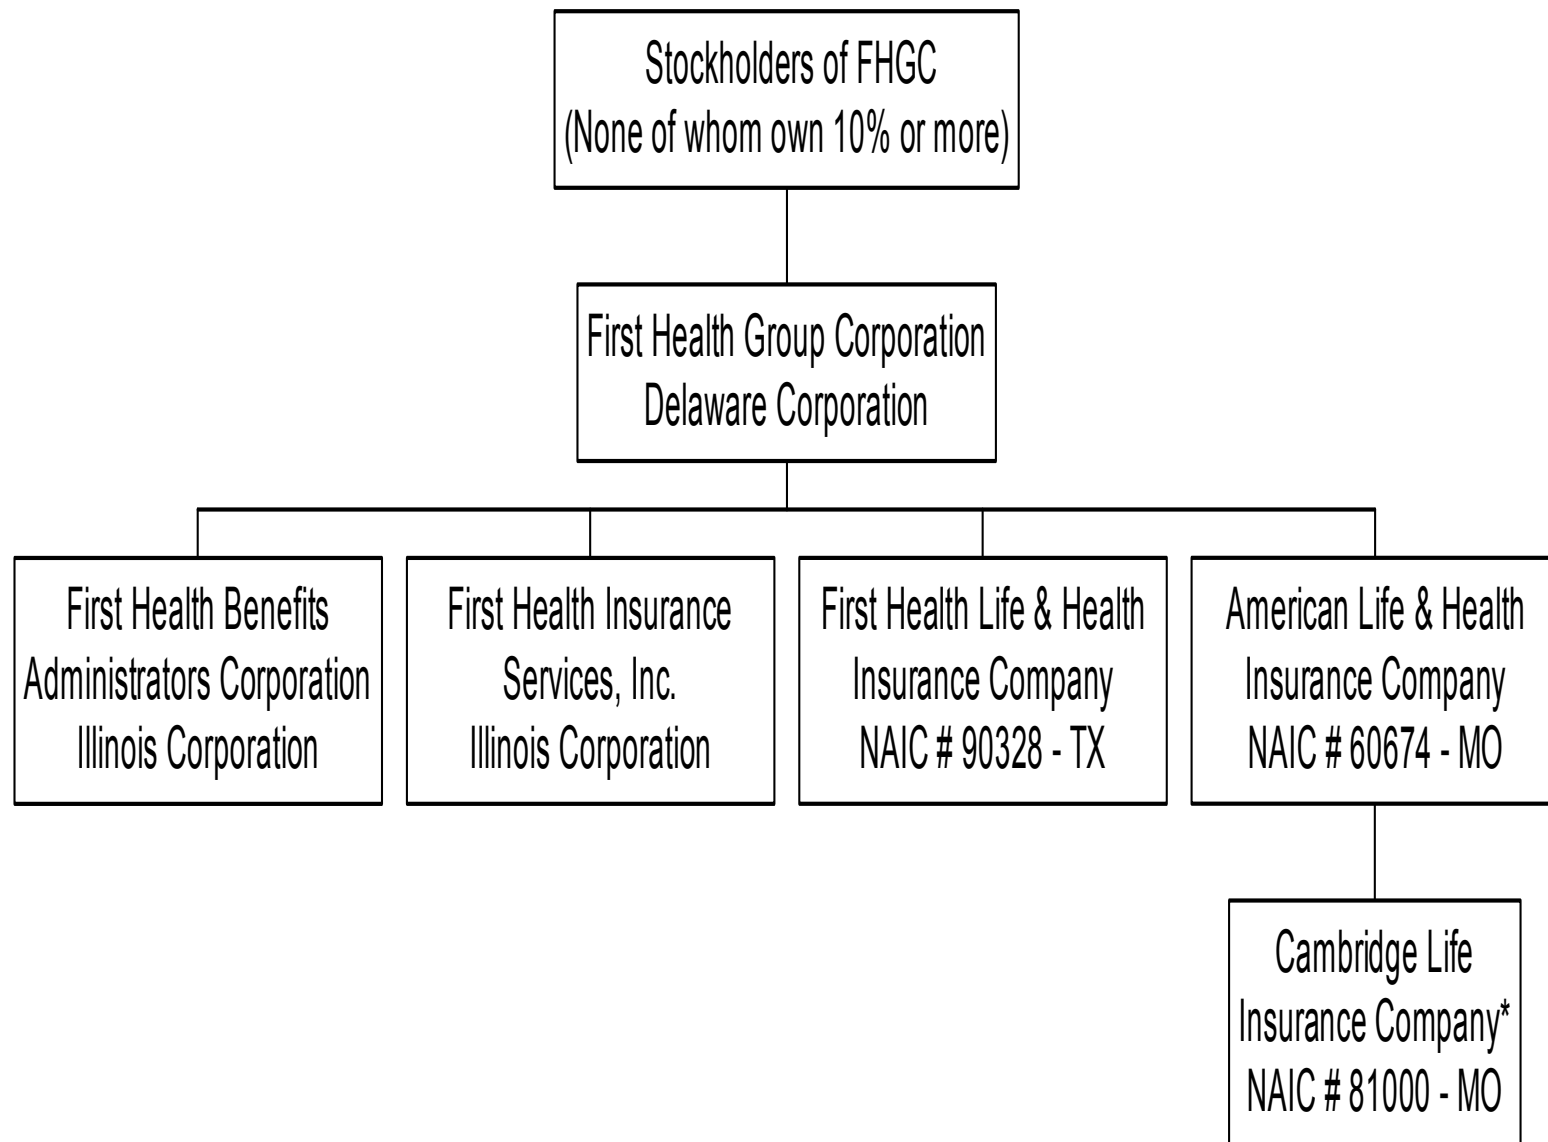 Stockholders of FHGC
(None of whom own 10% or more)
First Health Group Corporation
Delaware Corporation
First Health Benefits
Administrators Corporation
Illinois Corporation
First Health Insurance
Services, Inc.
Illinois Corporation
First Health Life & Health
Insurance Company
NAIC # 90328 - TX
American Life & Health
Insurance Company
NAIC # 60674 - MO
Cambridge Life
Insurance Company*
NAIC # 81000 - MO